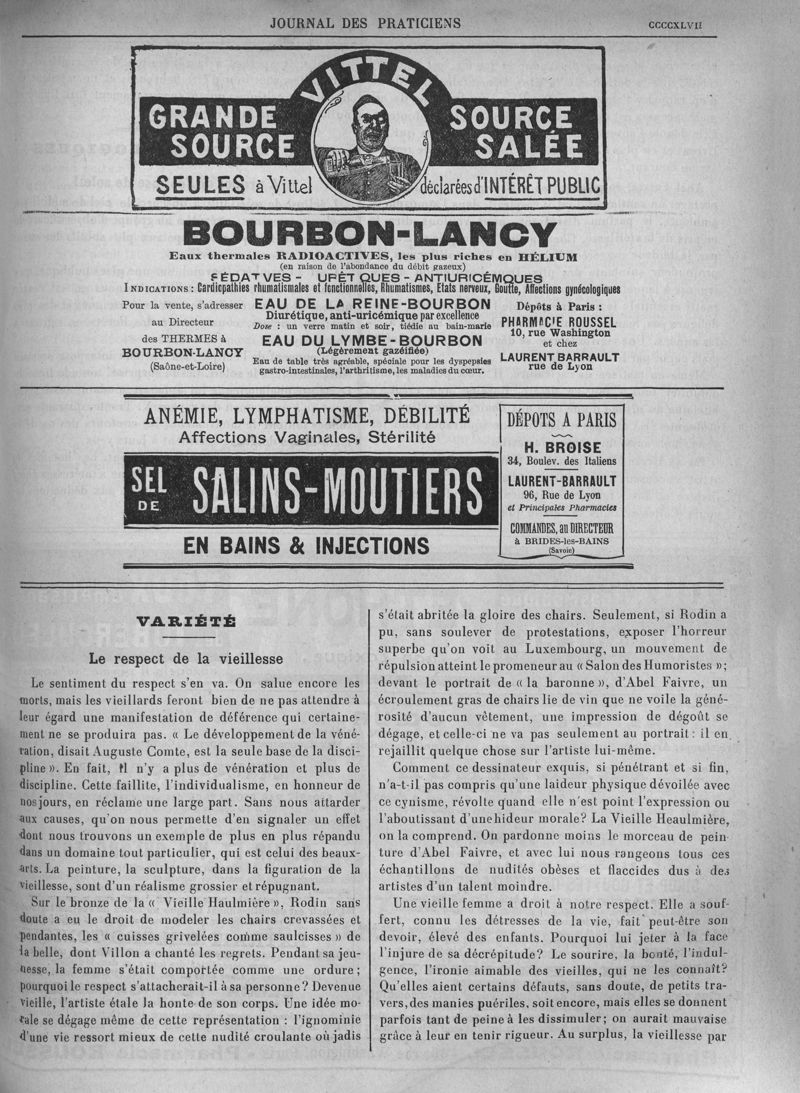 JOURNAL DES PRATICIENS
CCCCXLVII
VITTEL
GRANDE
SOURCE
SOURCE
SALÉE
SEULES à Vittel
déclarées d'INTÉRÊT PUBLIC
BOURBON-LANCY
Eaux thermales RADIOACTIVES, les plus riches en HÉLIUM
(en raison de l'abondance du débit gazeux)
SÉDATVES - URÉTQUES - ANTIURICÉMQUES
INDICATIONS : Cardicpathies rhumatismales et fonctionnelles, Rhumatismes, Etats nerveux, Goutte, Affections gynécologiques
Pour la vente, s'adresser
au Directeur
des THERMES à
BOURBON-LANCY
(Saône-et-Loire)
EAU DE LA REINE-BOURBON
Diurétique, anti-uricémique par excellence
Dose : un verre matin et soir, tiédie au bain-marie
EAU DU LYMBE-BOURBON
(Légèrement gazéifiée)
Eau de table très agréable, spéciale pour les dyspepsies
gastro-intestinales, l'arthritisme, les maladies du cœur.
Dépôts à Paris :
PHARMACIE ROUSSEL
10, rue Washington
et chez
LAURENT BARRAULT
rue de Lyon
ANÉMIE, LYMPHATISME, DÉBILITÉ
Affections Vaginales, Stérilité
SEL
DE
SALINS-MOUTIERS
EN BAINS & INJECTIONS
DÉPOTS A PARIS
H. BROISE
34, Boulev. des Italiens
LAURENT-BARRAULT
96, Rue de Lyon
et Principales Pharmacies
COMMANDES, au DIRECTEUR
à BRIDES-les-BAINS
(Savoie)
VARIÉTÉ
Le respect de la vieillesse
Le sentiment du respect s'en va. On salue encore les
morts, mais les vieillards feront bien de ne pas attendre à
leur égard une manifestation de déférence qui certaine-
ment ne se produira pas. « Le développement de la véné-
ration, disait Auguste Comte, est la seule base de la disci-
pline ». En fait, il n'y a plus de vénération et plus de
discipline. Cette faillite, l'individualisme, en honneur de
nos jours, en réclame une large part. Sans nous attarder
aux causes, qu'on nous permette d'en signaler un effet
dont nous trouvons un exemple de plus en plus répandu
dans un domaine tout particulier, qui est celui des beaux-
arts. La peinture, la sculpture, dans la figuration de la
vieillesse, sont d'un réalisme grossier et répugnant.
Sur le bronze de la « Vieille Haulmière », Rodin sans
doute a eu le droit de modeler les chairs crevassées et
pendantes, les « cuisses grivelées comme saulcisses » de
la belle, dont Villon a chanté les regrets. Pendant sa jeu-
nesse, la femme s'était comportée comme une ordure ;
pourquoi le respect s'attacherait-il à sa personne ? Devenue
vieille, l'artiste étale la honte de son corps. Une idée mo-
rale se dégage même de cette représentation : l'ignominie
d'une vie ressort mieux de cette nudité croulante où jadis
s'était abritée la gloire des chairs. Seulement, si Rodin a
pu, sans soulever de protestations, exposer l'horreur
superbe qu'on voit au Luxembourg, un mouvement de
répulsion atteint le promeneur au « Salon des Humoristes » ;
devant le portrait de « la baronne », d'Abel Faivre, un
écroulement gras de chairs lie de vin que ne voile la géné-
rosité d'aucun vêtement, une impression de dégoût se
dégage, et celle-ci ne va pas seulement au portrait : il en
rejaillit quelque chose sur l'artiste lui-même.
Comment ce dessinateur exquis, si pénétrant et si fin,
n'a-t-il pas compris qu'une laideur physique dévoilée avec
ce cynisme, révolte quand elle n'est point l'expression ou
l'aboutissant d'une hideur morale? La Vieille Heaulmière,
on la comprend. On pardonne moins le morceau de pein-
ture d'Abel Faivre, et avec lui nous rangeons tous ces
échantillons de nudités obèses et flaccides dus à des
artistes d'un talent moindre.
Une vieille femme a droit à notre respect. Elle a souf-
fert, connu les détresses de la vie, fait peut-être son
devoir, élevé des enfants. Pourquoi lui jeter à la face
l'injure de sa décrépitude? Le sourire, la bonté, l'indul-
gence, l'ironie aimable des vieilles, qui ne les connaît?
Qu'elles aient certains défauts, sans doute, de petits tra-
vers, des manies puériles, soit encore, mais elles se donnent
parfois tant de peine à les dissimuler ; on aurait mauvaise
grâce à leur en tenir rigueur. Au surplus, la vieillesse par